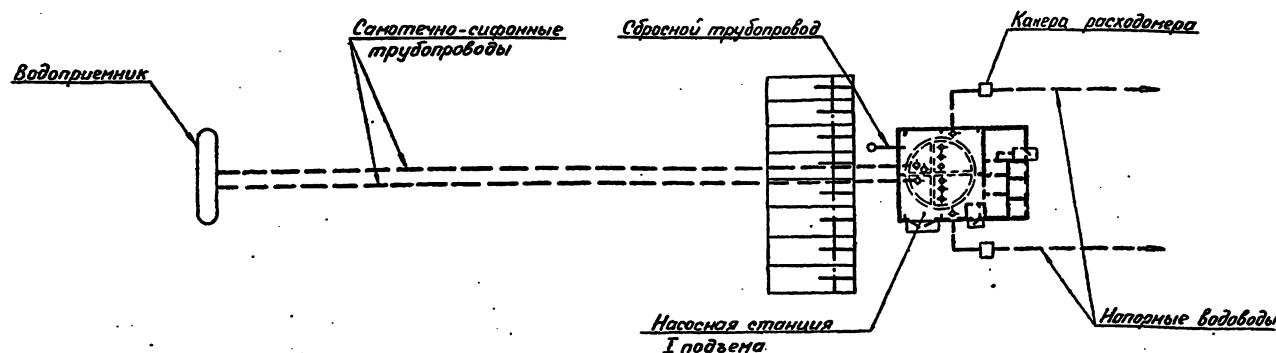 Водоприемник
Самотечно-сифонные
трубопроводы
Сбросной трубопровод
Камера расходомера
Насосная станция
I подъема
Напорные водоводы